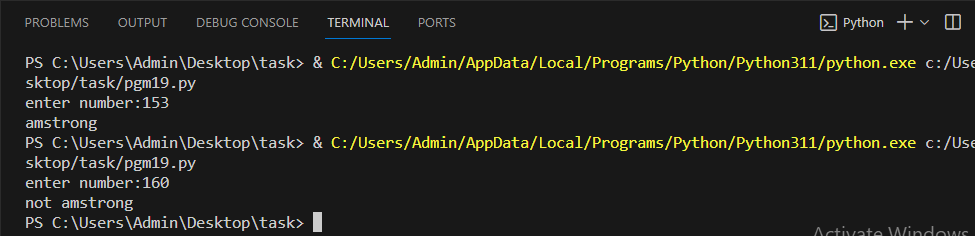 PROBLEMS OUTPUT DEBUG CONSOLE TERMINAL PORTS Python
PS C:\Users\Admin\Desktop\task> & C:/Users/Admin/AppData/Local/Programs/Python/Python311/python.exe c:/Use
sktop/task/pgm19.py
enter number:153
amstrong
PS C:\Users\Admin\Desktop\task> & C:/Users/Admin/AppData/Local/Programs/Python/Python311/python.exe c:/Use
sktop/task/pgm19.py
enter number:160
not amstrong
PS C:\Users\Admin\Desktop\task>
Activate Windows